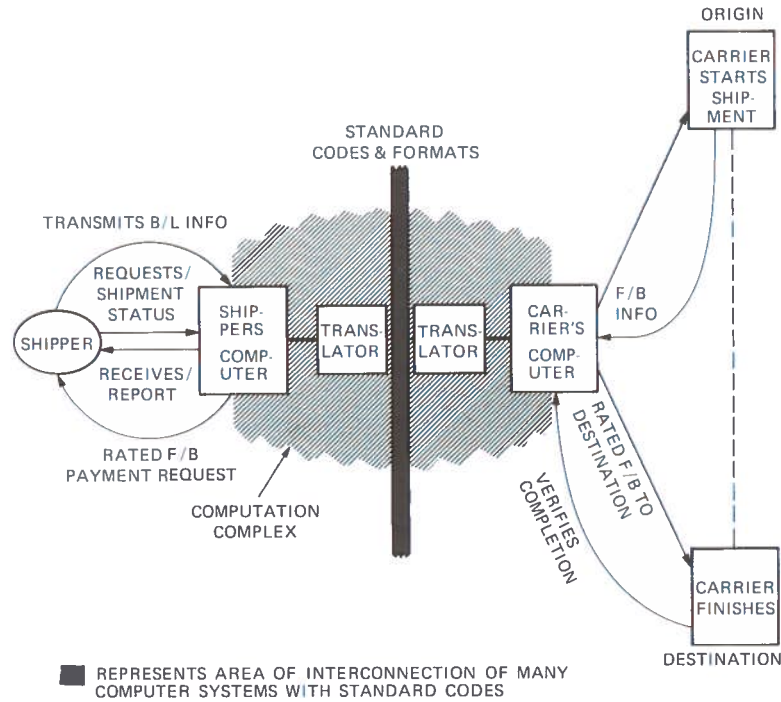 ORIGIN
CARRIER
STARTS
SHIP-
MENT
STANDARD
CODES & FORMATS
TRANSMITS B/L INFO
REQUESTS/
SHIPMENT
STATUS
SHIPPER
RECEIVES/
REPORT
RATED F/B
PAYMENT REQUEST
SHIP-
PERS
COMP-
UTER
TRANS-
LATOR
TRANS-
LATOR
CAR-
RIER'S
COMP-
UTER
F/B
INFO
RATED F/B TO
DESTINATION
VERIFIES
COMPLETION
COMPUTATION
COMPLEX
CARRIER
FINISHES
DESTINATION
REPRESENTS AREA OF INTERCONNECTION OF MANY
COMPUTER SYSTEMS WITH STANDARD CODES